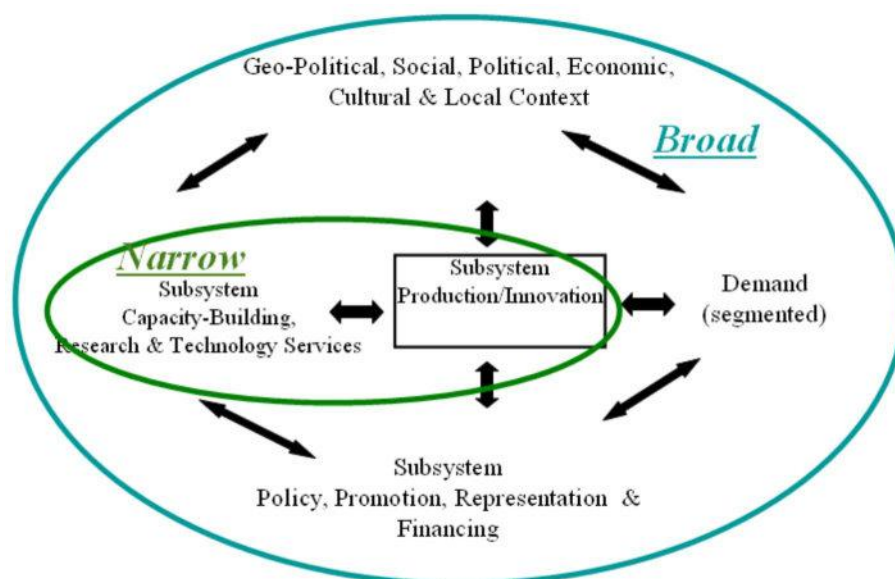 Geo-Political, Social, Political, Economic,
Cultural & Local Context
Broad
Narrow
Subsystem
Capacity-Building,
Research & Technology Services
Subsystem
Production/Innovation
Demand
(segmented)
Subsystem
Policy, Promotion, Representation &
Financing